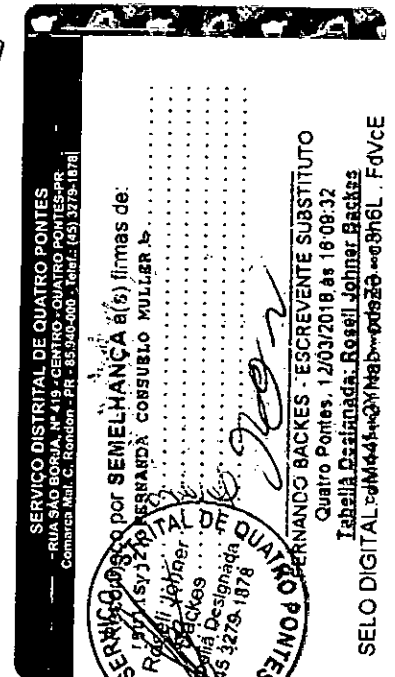 SERVIÇO DISTRITAL DE QUATRO PONTES
RUA SÃO BORJA, Nº 419 - CENTRO - QUATRO PONTES-PR
Comarca Mal. C. Rondon - PR - 85.940-000 - Telef.: (45) 3279-1878
por SEMELHANÇA a(s) firmas de:
FERNANDA CONSUELO MULLER
SERVIÇO DISTRITAL DE QUATRO PONTES
Roseli Johner
Backes
Tabeliã Designada
45 3279-1878
FERNANDO BACKES - ESCREVENTE SUBSTITUTO
Quatro Pontes, 12/03/2018 às 16:09:32
Tabeliã Designada: Roseli Johner Backes
SELO DIGITAL FdVcE